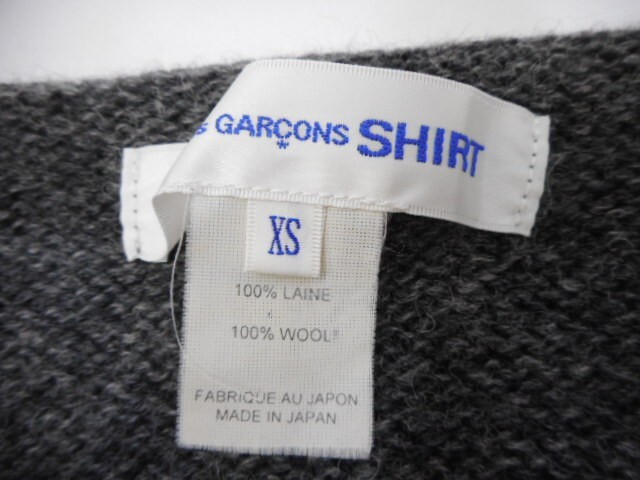 GARÇONS SHIRT
XS
100% LAINE
100% WOOL
FABRIQUE AU JAPON
MADE IN JAPAN